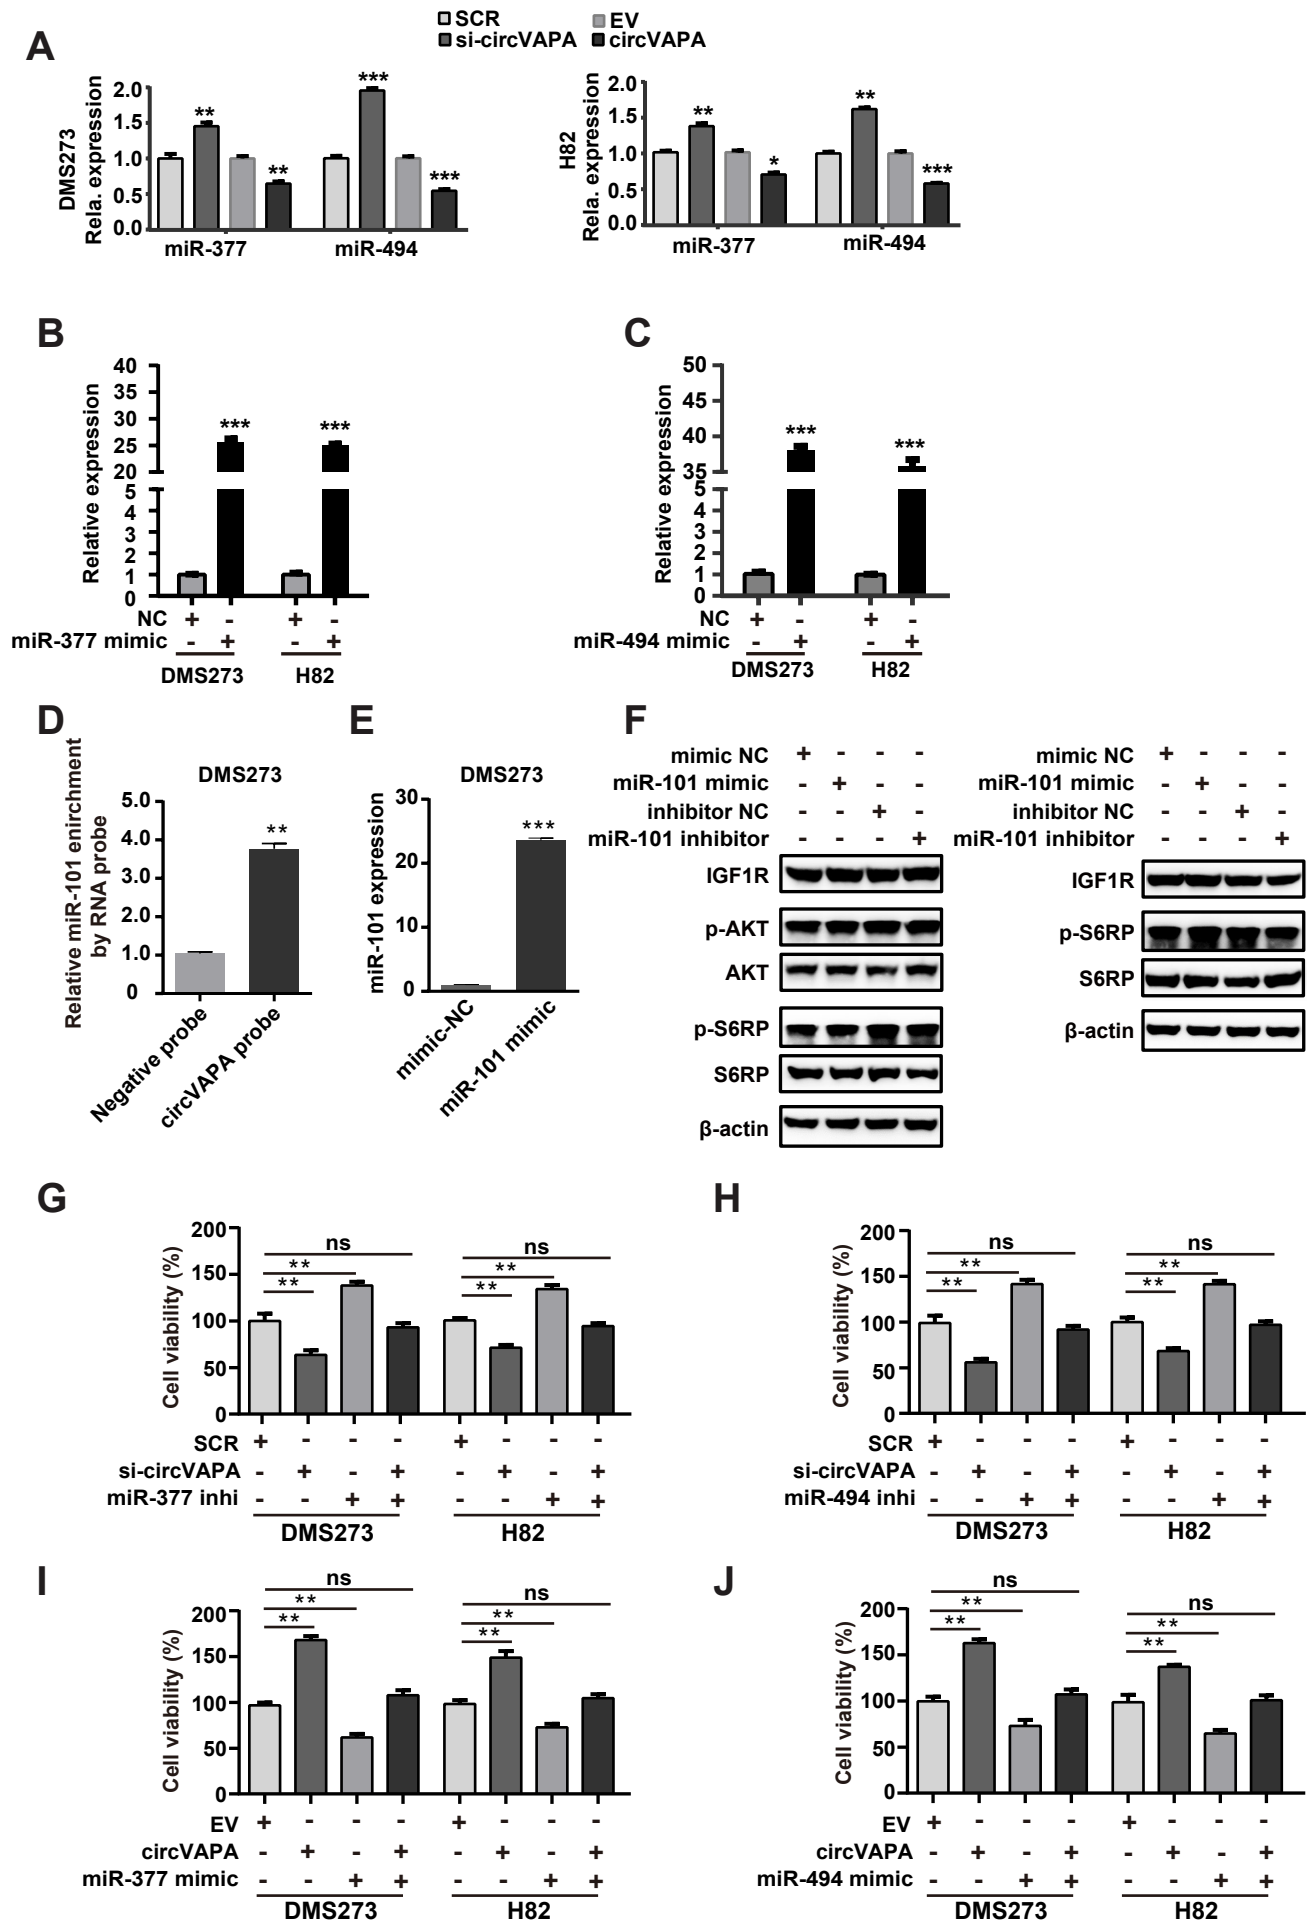 SCR EV
si-circVAPA circVAPA
A
DMS273
Rela. expression
2.0
1.5
1.0
0.5
0.0
** *** ** ***
miR-377 miR-494
H82
Rela. expression
2.0
1.5
1.0
0.5
0.0
** ** * ***
miR-377 miR-494
B
Relative expression
40
35
30
25
20
5
4
3
2
1
0
*** ***
NC + - + -
miR-377 mimic - + - +
DMS273 H82
C
Relative expression
50
45
40
35
5
4
3
2
1
0
*** ***
NC + - + -
miR-494 mimic - + - +
DMS273 H82
D
DMS273
Relative miR-101 enirchment
by RNA probe
5.0
4.0
3.0
2.0
1.0
0
**
Negative probe
circVAPA probe
E
DMS273
miR-101 expression
30
20
10
0
***
mimic-NC
miR-101 mimic
F
mimic NC + - - -
miR-101 mimic - + - -
inhibitor NC - - + -
miR-101 inhibitor - - - +
IGF1R
p-AKT
AKT
p-S6RP
S6RP
β-actin
mimic NC + - - -
miR-101 mimic - + - -
inhibitor NC - - + -
miR-101 inhibitor - - - +
IGF1R
p-S6RP
S6RP
β-actin
G
Cell viability (%)
200
150
100
50
0
ns ns
** **
** **
SCR + - - - + - - -
si-circVAPA - + - + - + - +
miR-377 inhi - - + + - - + +
DMS273 H82
H
Cell viability (%)
200
150
100
50
0
ns ns
** **
** **
SCR + - - - + - - -
si-circVAPA - + - + - + - +
miR-494 inhi - - + + - - + +
DMS273 H82
I
Cell viability (%)
200
150
100
50
0
ns ns
** **
** **
EV + - - - + - - -
circVAPA - + - + - + - +
miR-377 mimic - - + + - - + +
DMS273 H82
J
Cell viability (%)
200
150
100
50
0
ns ns
** **
** **
EV + - - - + - - -
circVAPA - + - + - + - +
miR-494 mimic - - + + - - + +
DMS273 H82